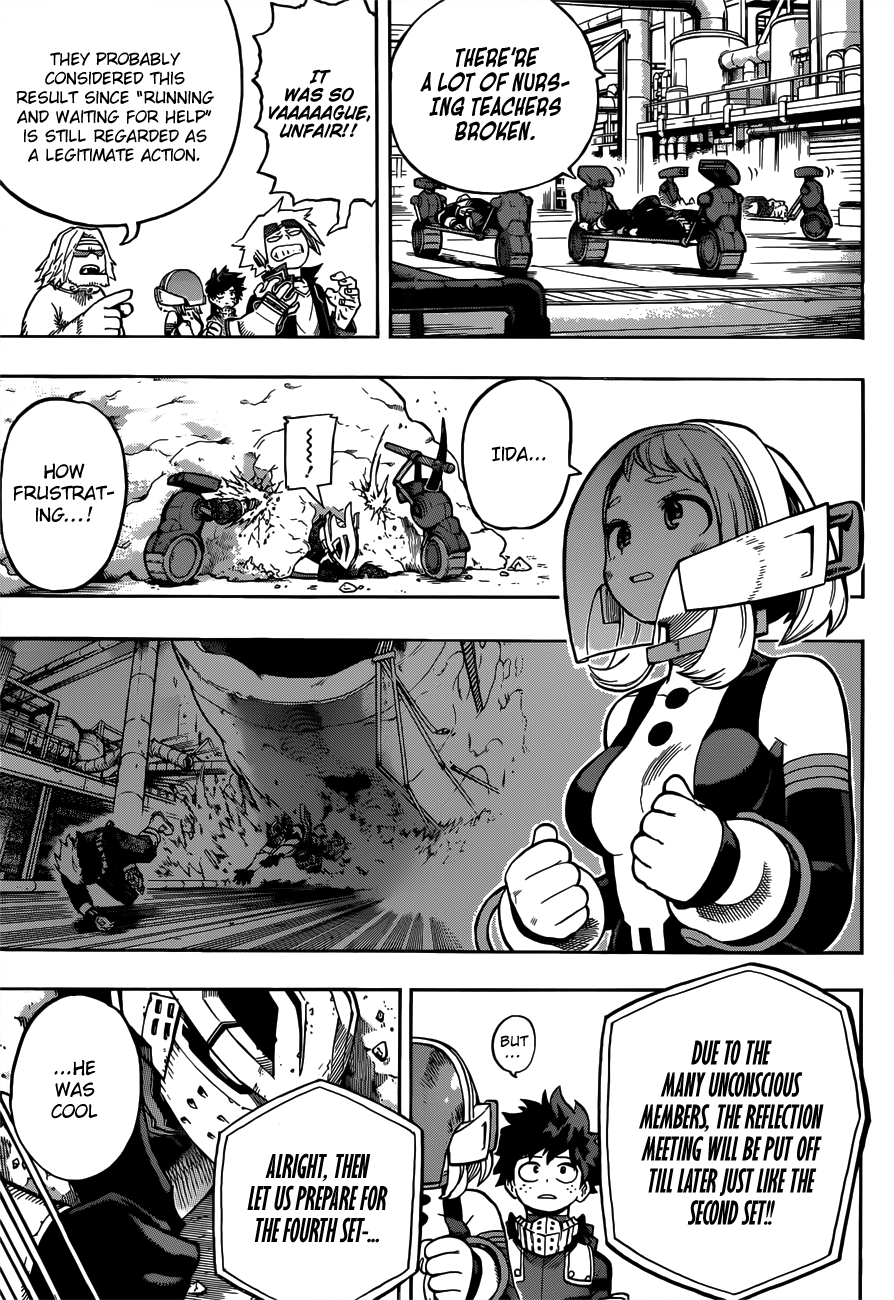 THERE'RE
A LOT OF NURS-
ING TEACHERS
BROKEN.
IT
WAS SO
VAAAAAGUE,
UNFAIR!!
THEY PROBABLY
CONSIDERED THIS
RESULT SINCE "RUNNING
AND WAITING FOR HELP"
IS STILL REGARDED AS
A LEGITIMATE ACTION.
IIDA...
HOW
FRUSTRAT-
ING...!
DUE TO THE
MANY UNCONSCIOUS
MEMBERS, THE REFLECTION
MEETING WILL BE PUT OFF
TILL LATER JUST LIKE THE
SECOND SET!!
BUT
...
ALRIGHT, THEN
LET US PREPARE FOR
THE FOURTH SET-...
...HE
WAS
COOL